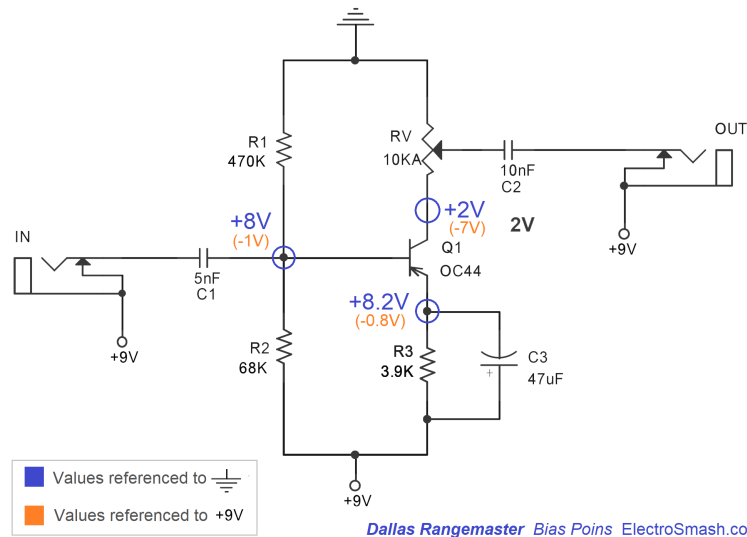 R1
470K
RV
10KA
10nF
C2
OUT
+9V
+8V
(-1V)
+2V
(-7V)
2V
Q1
OC44
IN
5nF
C1
+9V
+8.2V
(-0.8V)
R2
68K
R3
3.9K
C3
+
47uF
+9V
Values referenced to
Values referenced to +9V
Dallas Rangemaster Bias Poins ElectroSmash.co